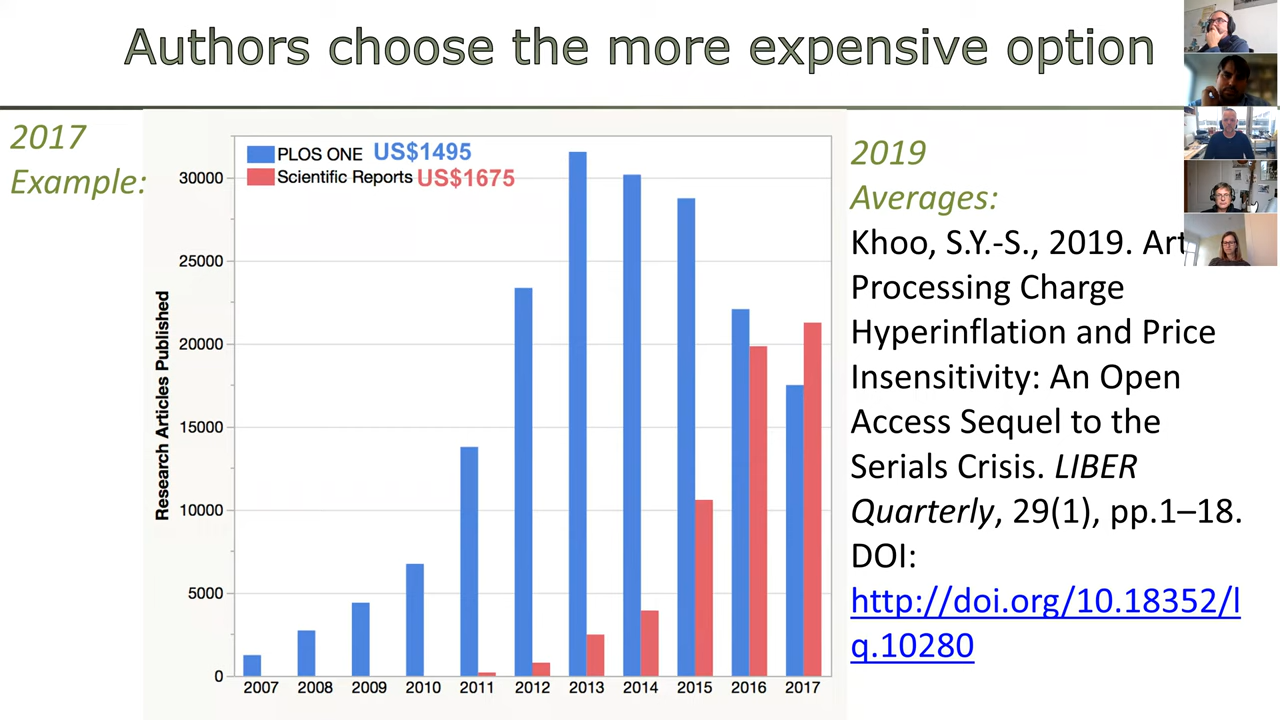 Authors choose the more expensive option
2017
Example:
PLOS ONE US$1495
Scientific Reports US$1675
Research Articles Published
30000
25000
20000
15000
10000
5000
0
2007 2008 2009 2010 2011 2012 2013 2014 2015 2016 2017
2019
Averages:
Khoo, S.Y.-S., 2019. Art
Processing Charge
Hyperinflation and Price
Insensitivity: An Open
Access Sequel to the
Serials Crisis. LIBER
Quarterly, 29(1), pp.1–18.
DOI:
http://doi.org/10.18352/l
q.10280